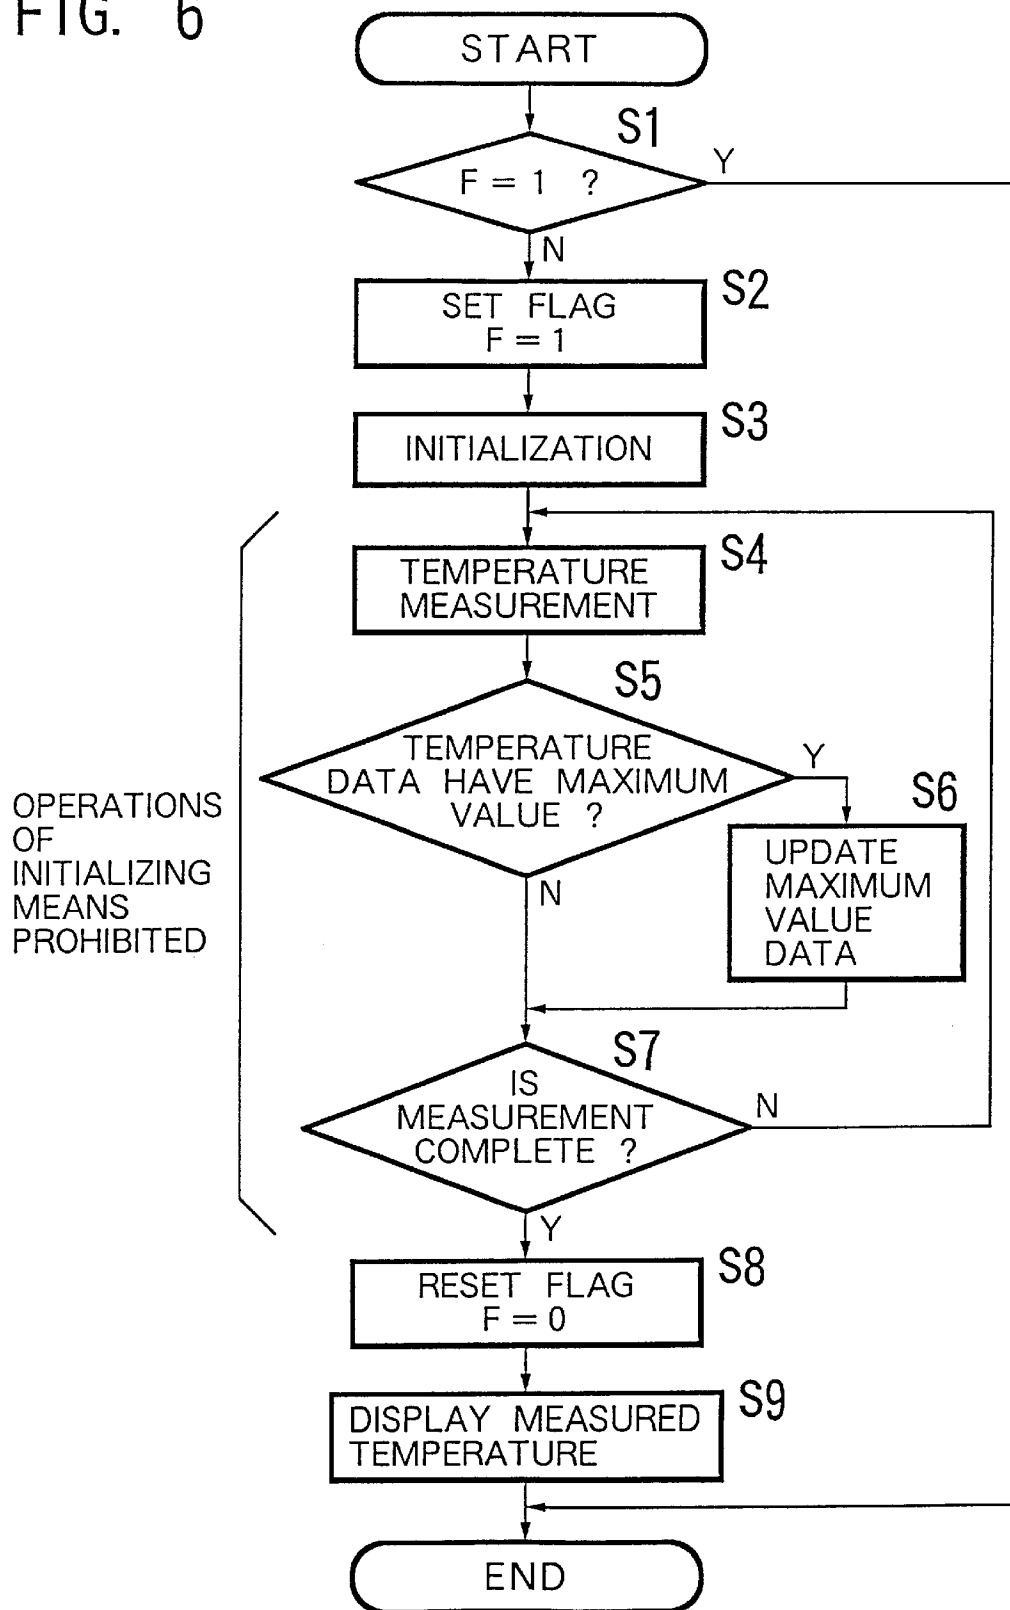 FIG. 6
START
S1
F = 1 ?
Y
N
S2
SET FLAG
F = 1
S3
INITIALIZATION
S4
TEMPERATURE
MEASUREMENT
S5
TEMPERATURE
DATA HAVE MAXIMUM
VALUE ?
Y
N
S6
UPDATE
MAXIMUM
VALUE
DATA
OPERATIONS
OF
INITIALIZING
MEANS
PROHIBITED
S7
IS
MEASUREMENT
COMPLETE ?
N
Y
S8
RESET FLAG
F = 0
S9
DISPLAY MEASURED
TEMPERATURE
END